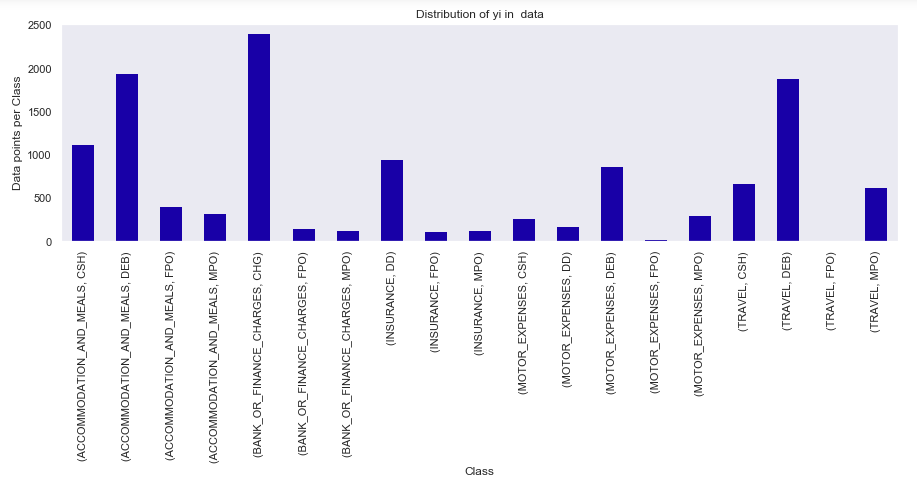 Distribution of yi in  data
Data points per Class
2500
2000
1500
1000
500
0
(ACCOMMODATION_AND_MEALS, CSH)
(ACCOMMODATION_AND_MEALS, DEB)
(ACCOMMODATION_AND_MEALS, FPO)
(ACCOMMODATION_AND_MEALS, MPO)
(BANK_OR_FINANCE_CHARGES, CHG)
(BANK_OR_FINANCE_CHARGES, FPO)
(BANK_OR_FINANCE_CHARGES, MPO)
(INSURANCE, DD)
(INSURANCE, FPO)
(INSURANCE, MPO)
(MOTOR_EXPENSES, CSH)
(MOTOR_EXPENSES, DD)
(MOTOR_EXPENSES, DEB)
(MOTOR_EXPENSES, FPO)
(MOTOR_EXPENSES, MPO)
(TRAVEL, CSH)
(TRAVEL, DEB)
(TRAVEL, FPO)
(TRAVEL, MPO)
Class